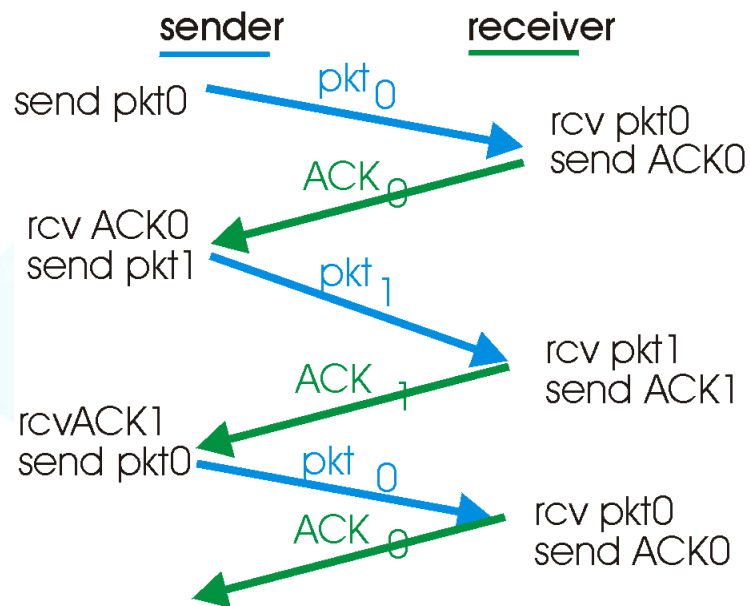 sender
receiver
send pkt0
pkt0
rcv pkt0
send ACK0
ACK0
rcv ACK0
send pkt1
pkt1
rcv pkt1
send ACK1
ACK1
rcvACK1
send pkt0
pkt0
rcv pkt0
send ACK0
ACK0